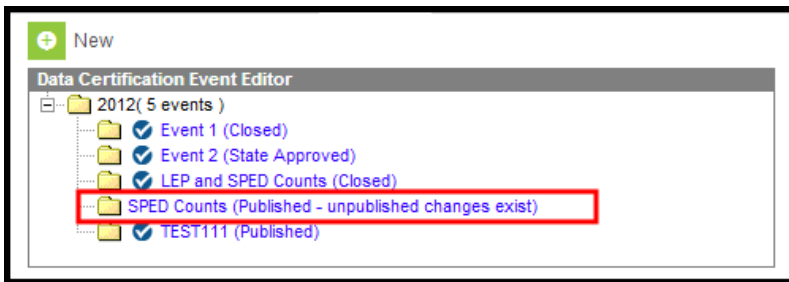 New
Data Certification Event Editor
2012( 5 events )
Event 1 (Closed)
Event 2 (State Approved)
LEP and SPED Counts (Closed)
SPED Counts (Published - unpublished changes exist)
TEST111 (Published)